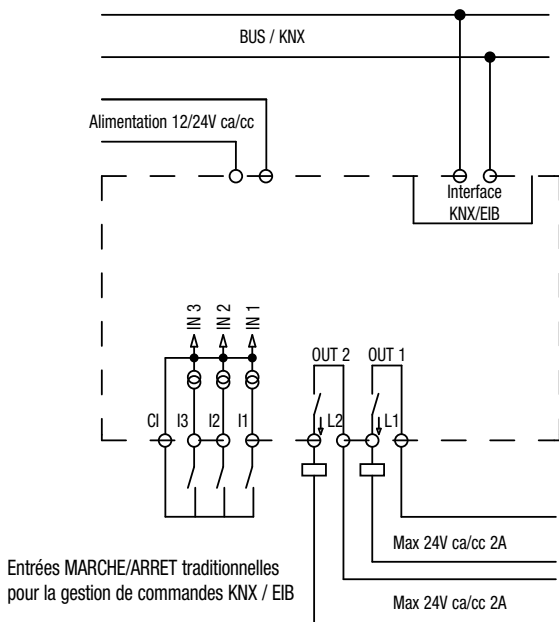 BUS / KNX
Alimentation 12/24V ca/cc
Interface
KNX/EIB
IN 3
IN 2
IN 1
OUT 2
OUT 1
CI
I3
I2
I1
L2
L1
Max 24V ca/cc 2A
Entrées MARCHE/ARRET traditionnelles
pour la gestion de commandes KNX / EIB
Max 24V ca/cc 2A